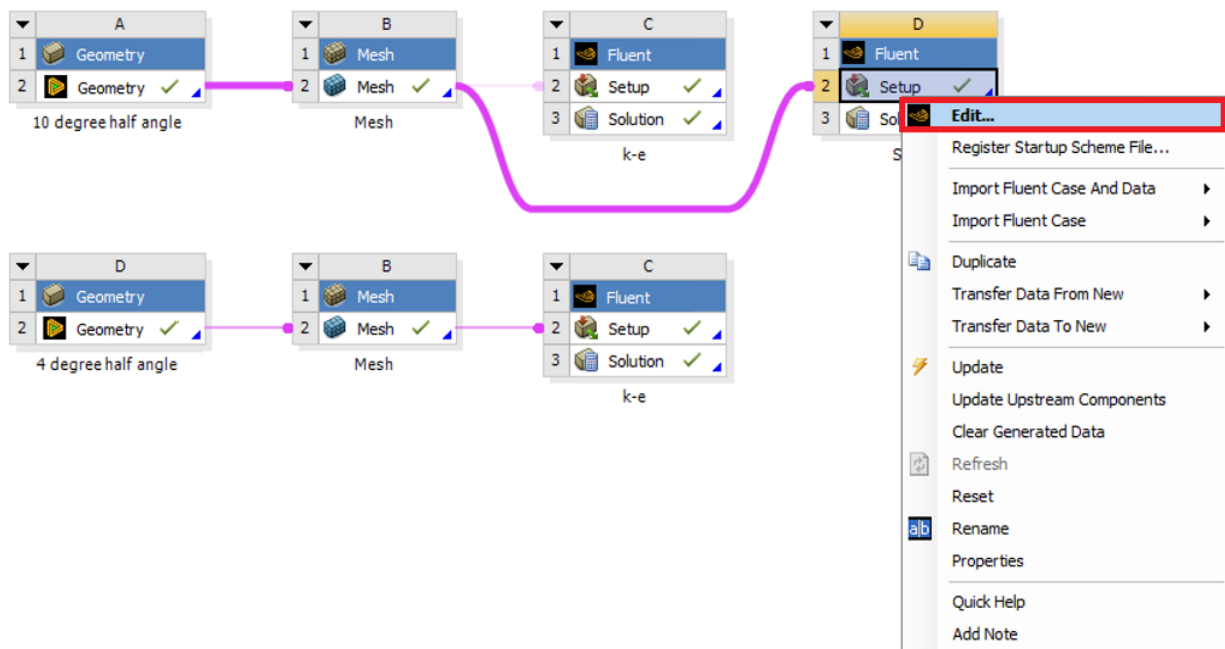 A
1 Geometry
2 Geometry
10 degree half angle
B
1 Mesh
2 Mesh
Mesh
C
1 Fluent
2 Setup
3 Solution
k-e
D
1 Fluent
2 Setup
3 Sol
S
Edit...
Register Startup Scheme File...
Import Fluent Case And Data
Import Fluent Case
Duplicate
Transfer Data From New
Transfer Data To New
Update
Update Upstream Components
Clear Generated Data
Refresh
Reset
a|b Rename
Properties
Quick Help
Add Note
D
1 Geometry
2 Geometry
4 degree half angle
B
1 Mesh
2 Mesh
Mesh
C
1 Fluent
2 Setup
3 Solution
k-e